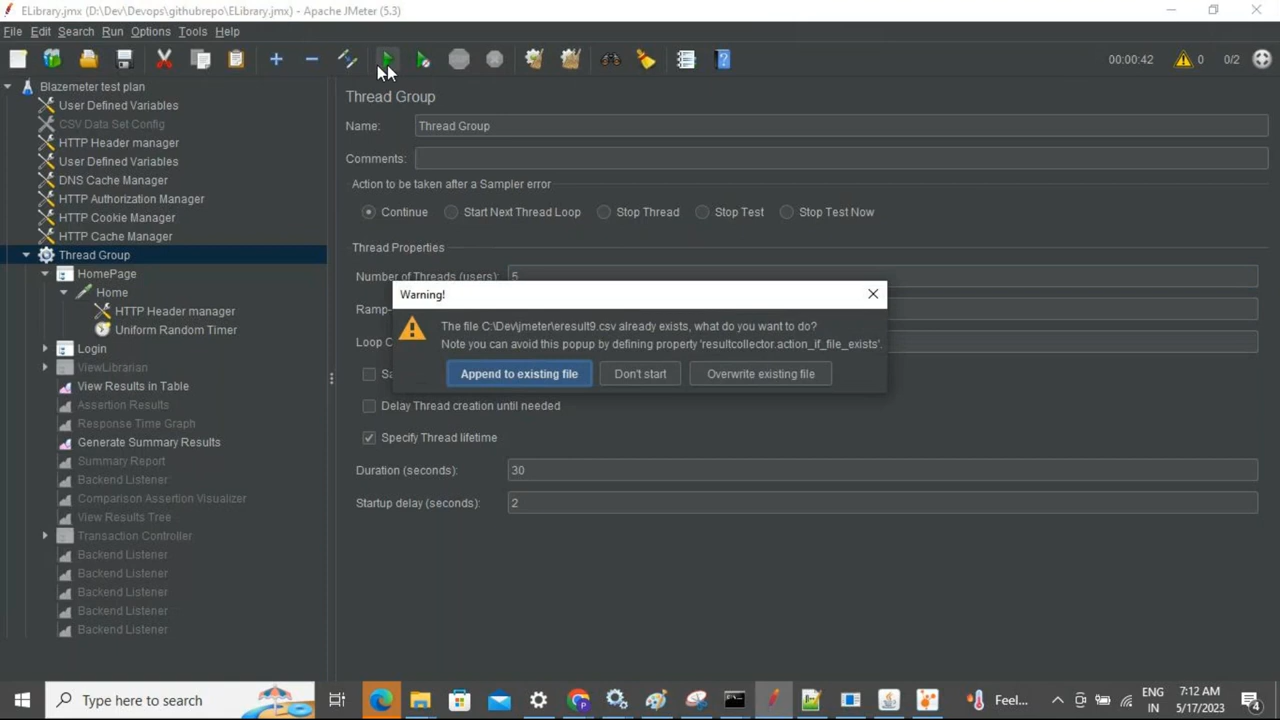 ELibrary.jmx (D:\Dev\Devops\githubrepo\ELibrary.jmx) - Apache JMeter (5.3)
File Edit Search Run Options Tools Help
00:00:42 0 0/2
Blazemeter test plan
User Defined Variables
CSV Data Set Config
HTTP Header manager
User Defined Variables
DNS Cache Manager
HTTP Authorization Manager
HTTP Cookie Manager
HTTP Cache Manager
Thread Group
HomePage
Home
HTTP Header manager
Uniform Random Timer
Login
ViewLibrarian
View Results in Table
Assertion Results
Response Time Graph
Generate Summary Results
Summary Report
Backend Listener
Comparison Assertion Visualizer
View Results Tree
Transaction Controller
Backend Listener
Backend Listener
Backend Listener
Backend Listener
Backend Listener
Thread Group
Name: Thread Group
Comments:
Action to be taken after a Sampler error
Continue Start Next Thread Loop Stop Thread Stop Test Stop Test Now
Thread Properties
Number of Threads (users): 5
Ramp-
Loop C
Sa
Delay Thread creation until needed
Specify Thread lifetime
Duration (seconds): 30
Startup delay (seconds): 2
Warning!
The file C:\Dev\jmeter\eresult9.csv already exists, what do you want to do?
Note you can avoid this popup by defining property 'resultcollector.action_if_file_exists'.
Append to existing file Don't start Overwrite existing file
Type here to search
Feel...
ENG
IN
7:12 AM
5/17/2023
4